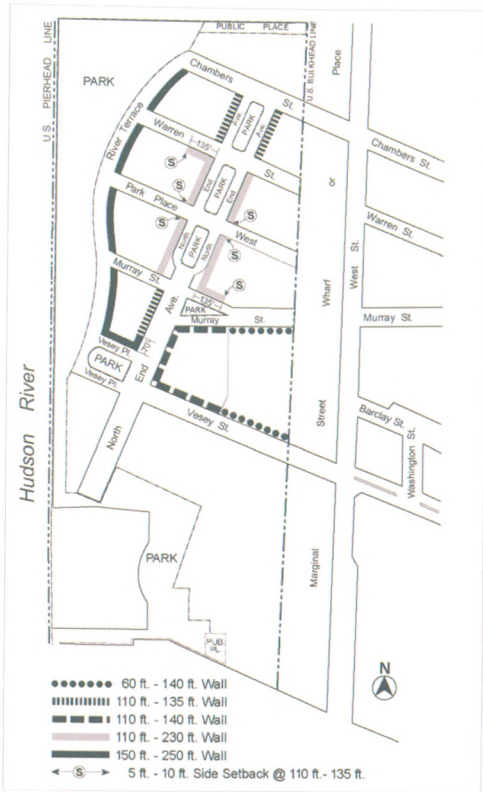 PUBLIC PLACE
U.S. PIERHEAD LINE
U.S. BULKHEAD LINE
PARK
Place
Chambers St.
Ave.
PARK
Ave.
River Terrace
Warren St.
135'
Chambers St.
S
End
PARK
End
S
Park Place
S
S
Warren St.
North
PARK
North
West
S
or
West St.
Murray St.
S
Ave.
135'
PARK
Murray St.
Wharf
Murray St.
Vesey Pl.
70'
PARK
Vesey Pl.
End
North
Vesey St.
Street
Barclay St.
Washington St.
Hudson River
PARK
Marginal
PUB.
PL.
N
60 ft. - 140 ft. Wall
110 ft. - 135 ft. Wall
110 ft. - 140 ft. Wall
110 ft. - 230 ft. Wall
150 ft. - 250 ft. Wall
S 5 ft. - 10 ft. Side Setback @ 110 ft. - 135 ft.